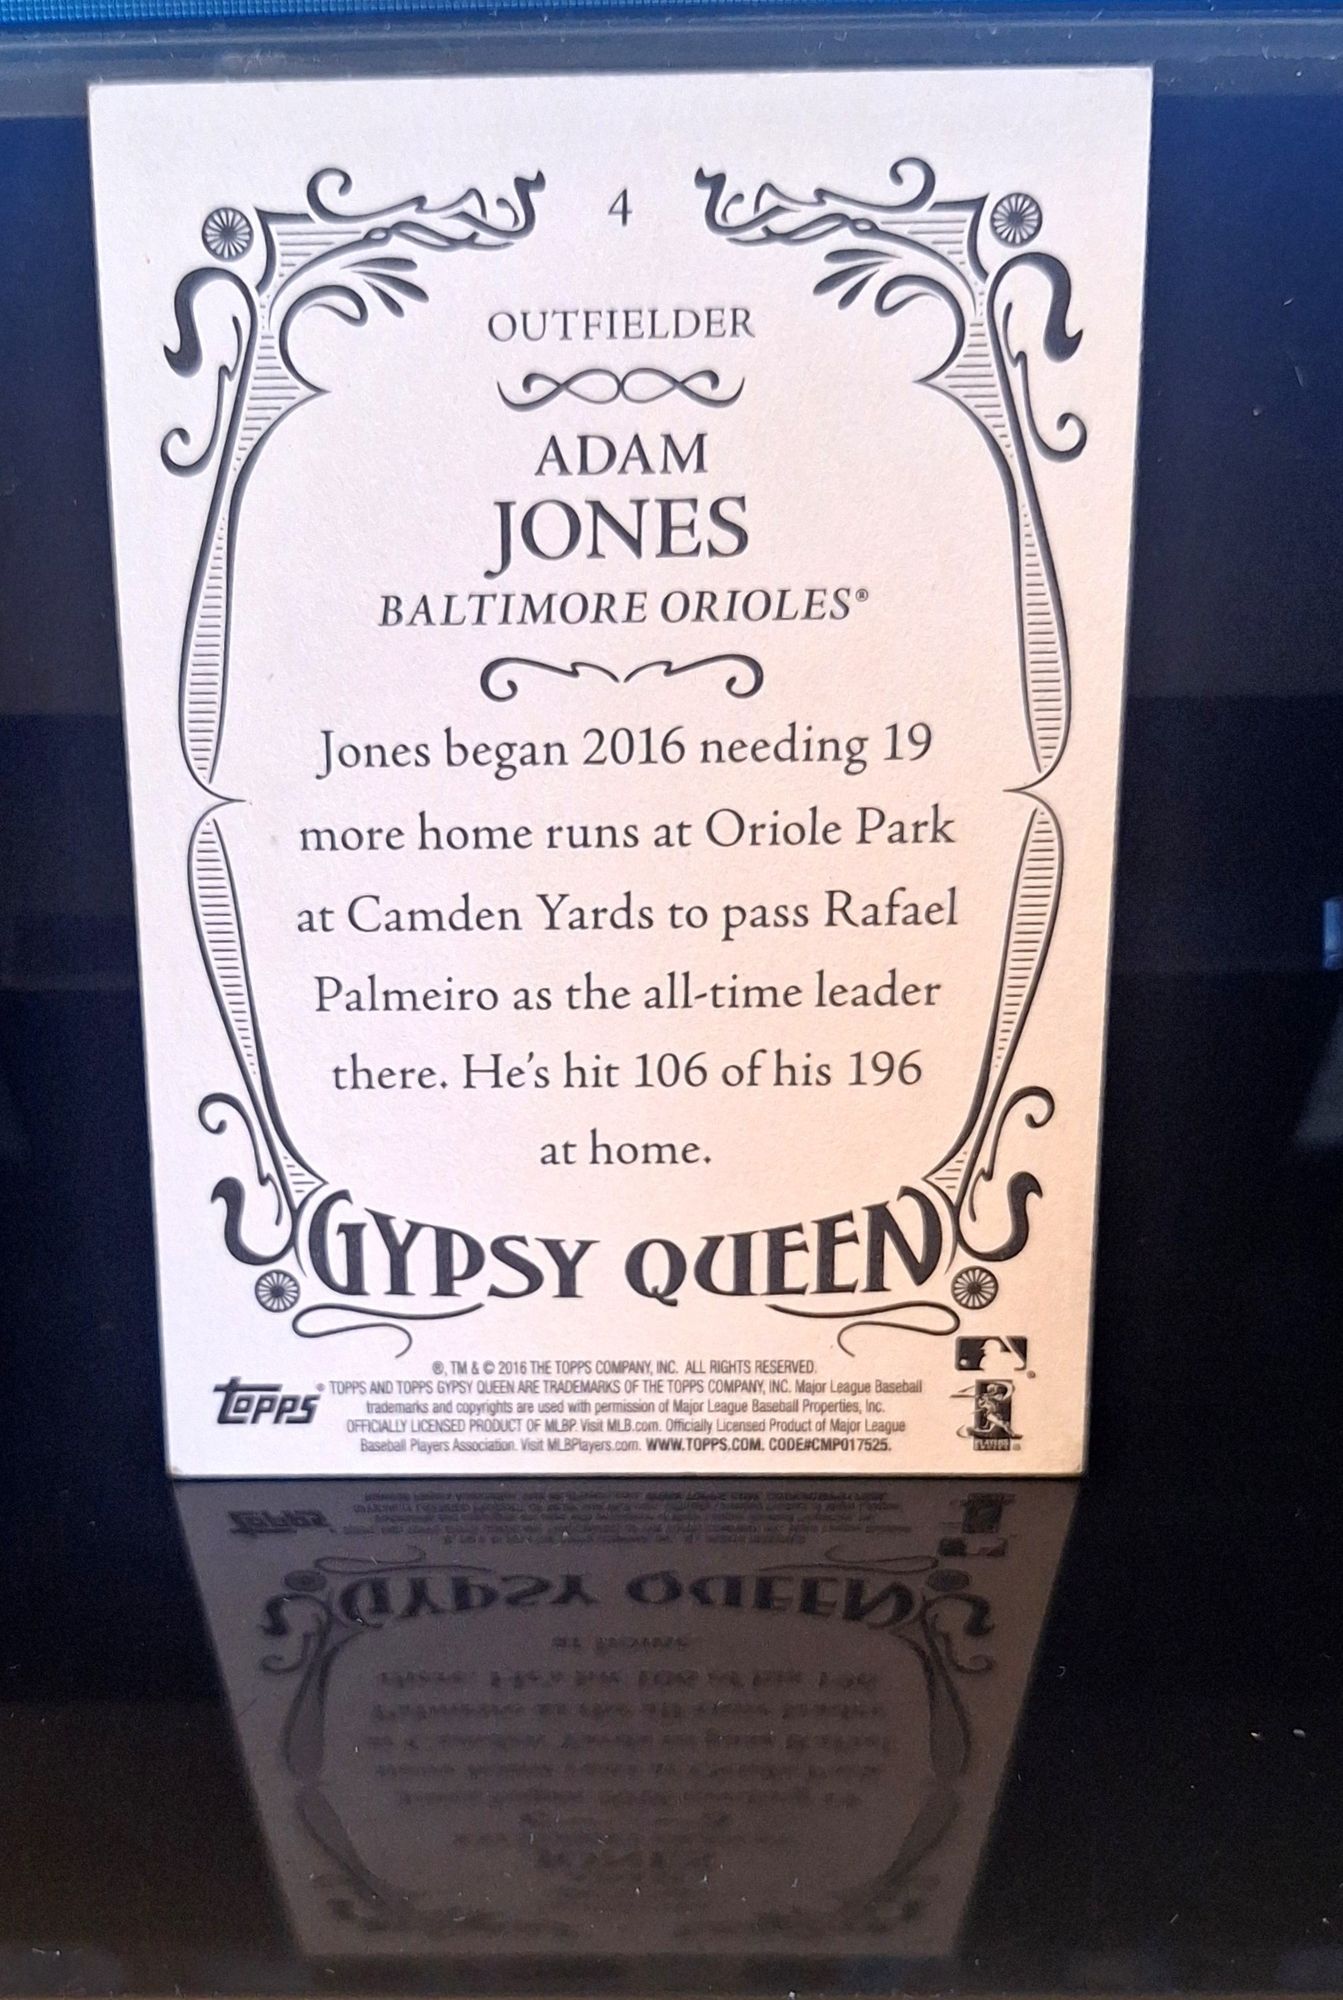 4
OUTFIELDER
ADAM
JONES
BALTIMORE ORIOLES®
Jones began 2016 needing 19
more home runs at Oriole Park
at Camden Yards to pass Rafael
Palmeiro as the all-time leader
there. He's hit 106 of his 196
at home.
GYPSY QUEEN
®, TM & © 2016 THE TOPPS COMPANY, INC. ALL RIGHTS RESERVED.
TOPPS AND TOPPS GYPSY QUEEN ARE TRADEMARKS OF THE TOPPS COMPANY, INC. Major League Baseball
trademarks and copyrights are used with permission of Major League Baseball Properties, Inc.
OFFICIALLY LICENSED PRODUCT OF MLBP. Visit MLB.com. Officially Licensed Product of Major League
Baseball Players Association. Visit MLBPlayers.com. WWW.TOPPS.COM. CODE#CMP017525.
Topps®